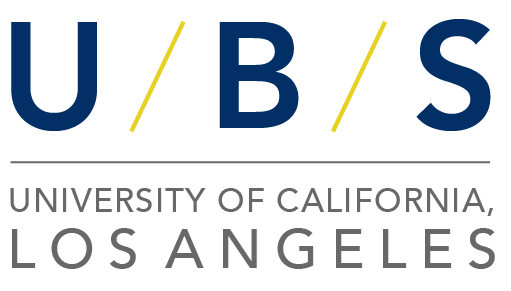 U/B/S
UNIVERSITY OF CALIFORNIA,
LOS ANGELES